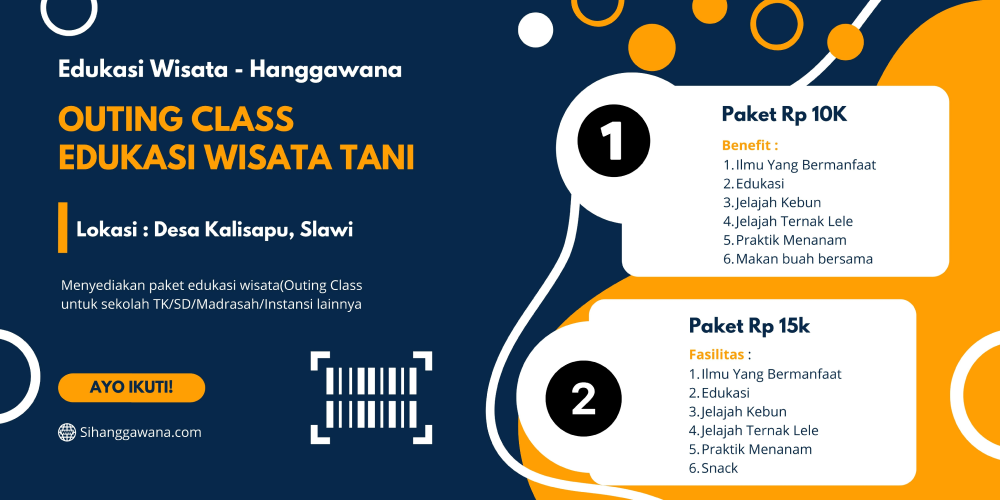 Edukasi Wisata - Hanggawana
OUTING CLASS
EDUKASI WISATA TANI
Lokasi : Desa Kalisapu, Slawi
Menyediakan paket edukasi wisata(Outing Class
untuk sekolah TK/SD/Madrasah/Instansi lainnya
AYO IKUTI!
Sihanggawana.com
1
Paket Rp 10K
Benefit :
1. Ilmu Yang Bermanfaat
2. Edukasi
3. Jelajah Kebun
4. Jelajah Ternak Lele
5. Praktik Menanam
6. Makan buah bersama
2
Paket Rp 15k
Fasilitas :
1. Ilmu Yang Bermanfaat
2. Edukasi
3. Jelajah Kebun
4. Jelajah Ternak Lele
5. Praktik Menanam
6. Snack